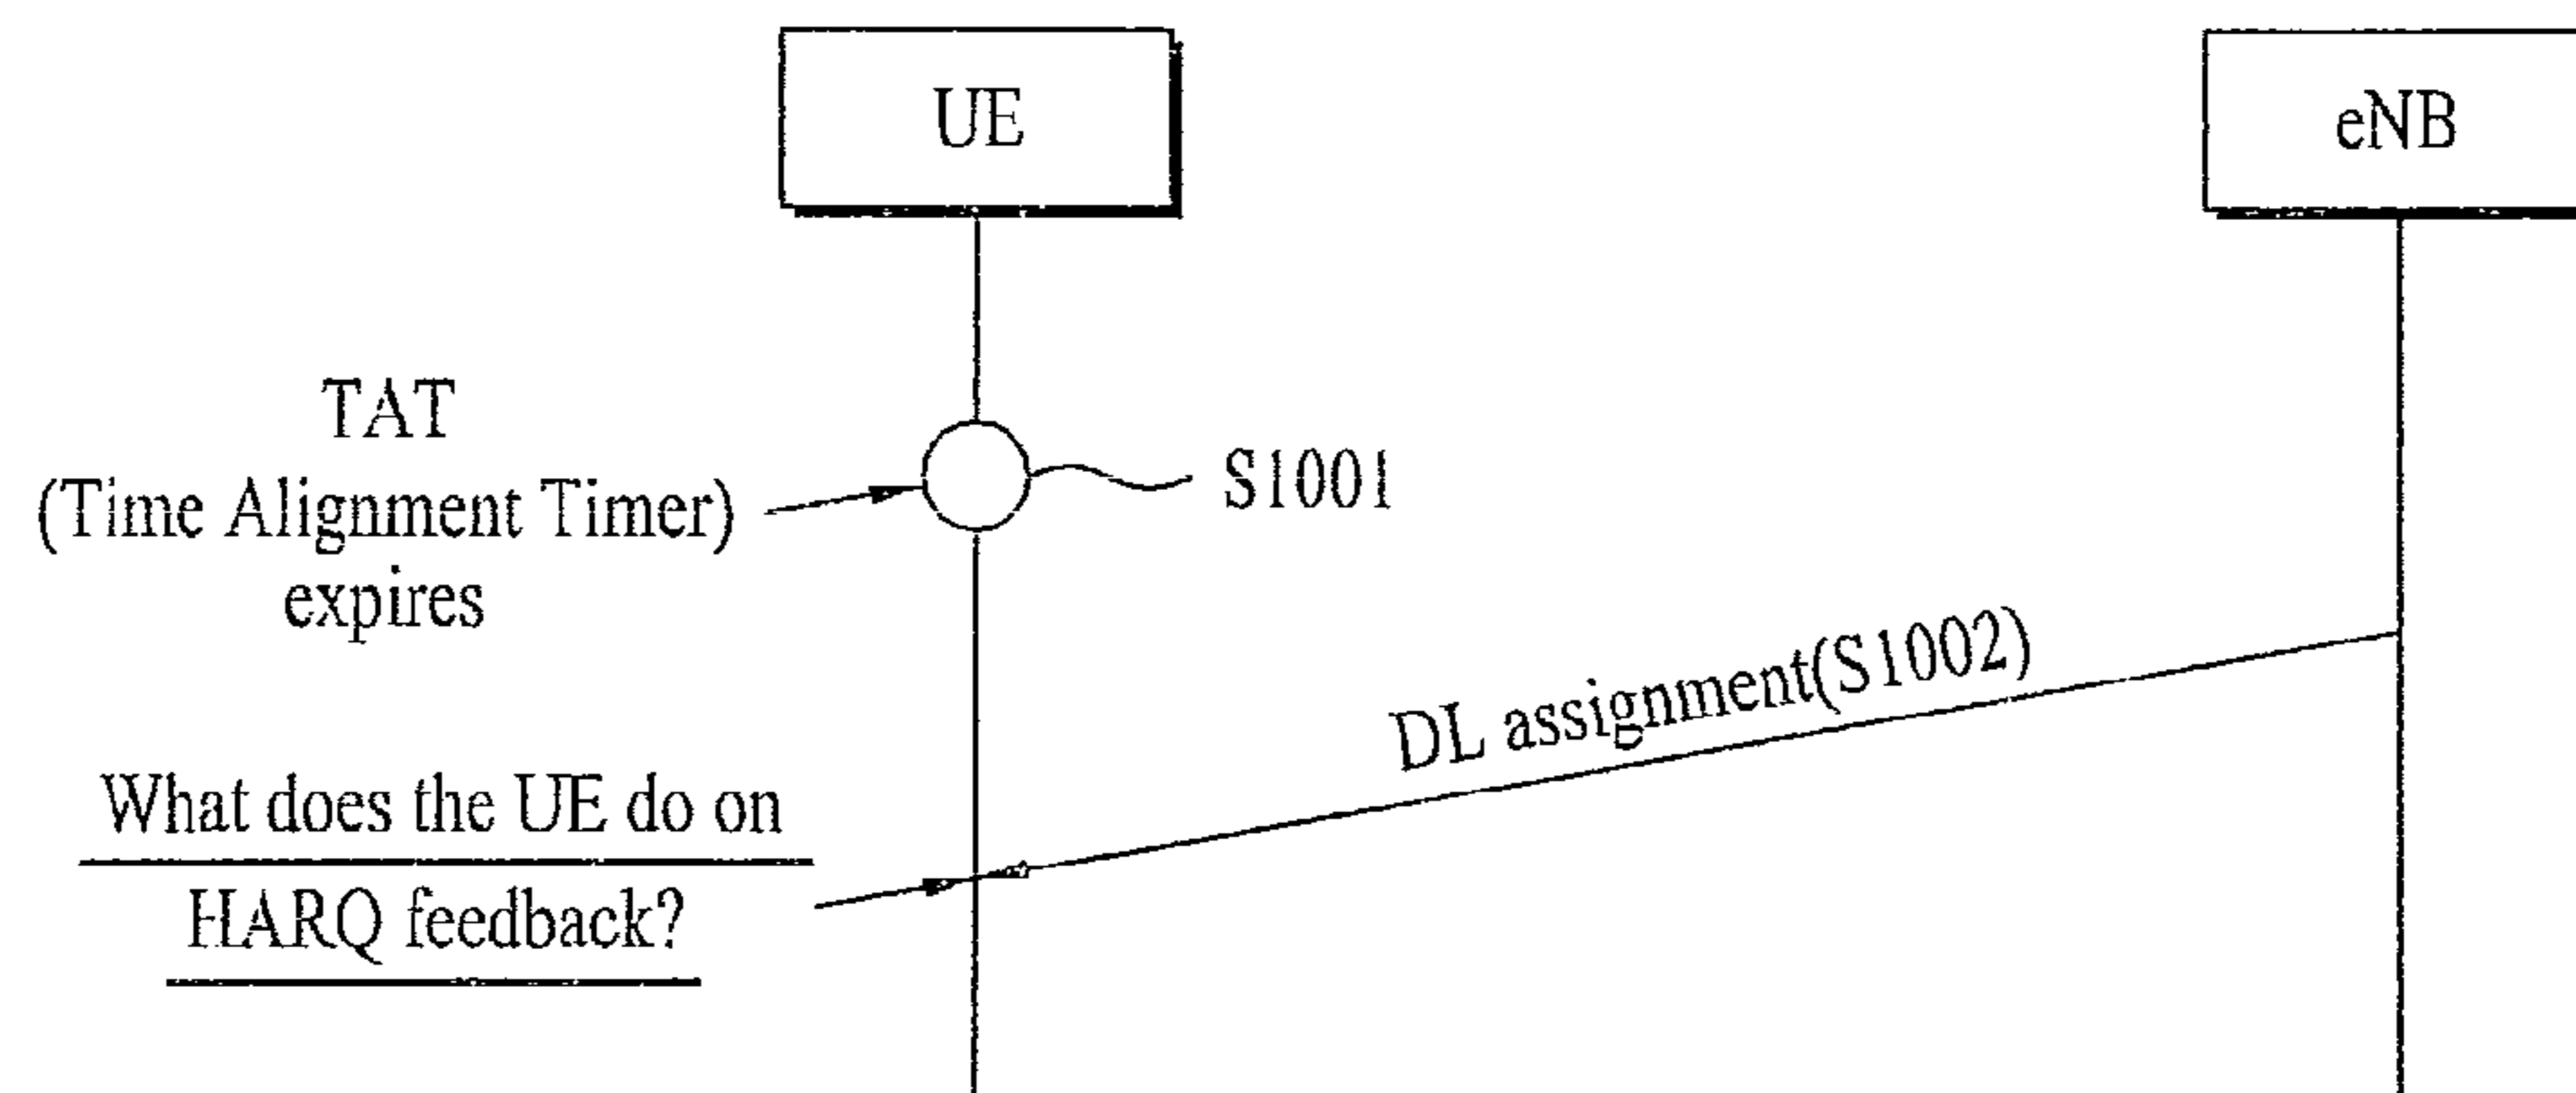 UE
eNB
TAT
(Time Alignment Timer)
expires
S1001
DL assignment(S1002)
What does the UE do on
HARQ feedback?